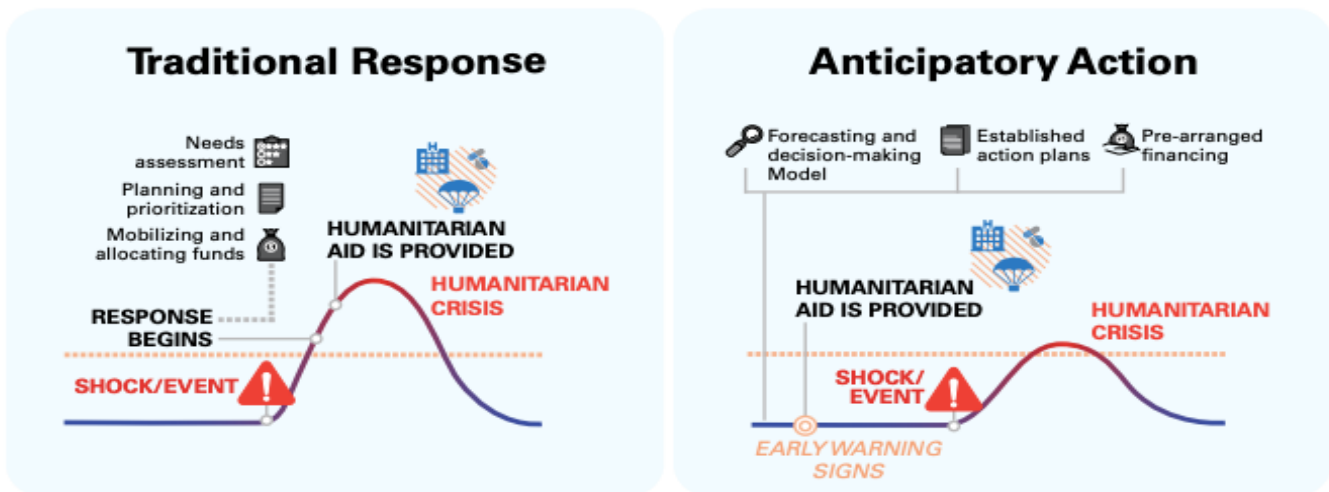 Traditional Response
Needs
assessment
Planning and
prioritization
Mobilizing and
allocating funds
HUMANITARIAN
AID IS PROVIDED
HUMANITARIAN
CRISIS
RESPONSE
BEGINS
SHOCK/EVENT
Anticipatory Action
Forecasting and
decision-making
Model
Established
action plans
Pre-arranged
financing
HUMANITARIAN
AID IS PROVIDED
HUMANITARIAN
CRISIS
SHOCK/
EVENT
EARLY WARNING
SIGNS